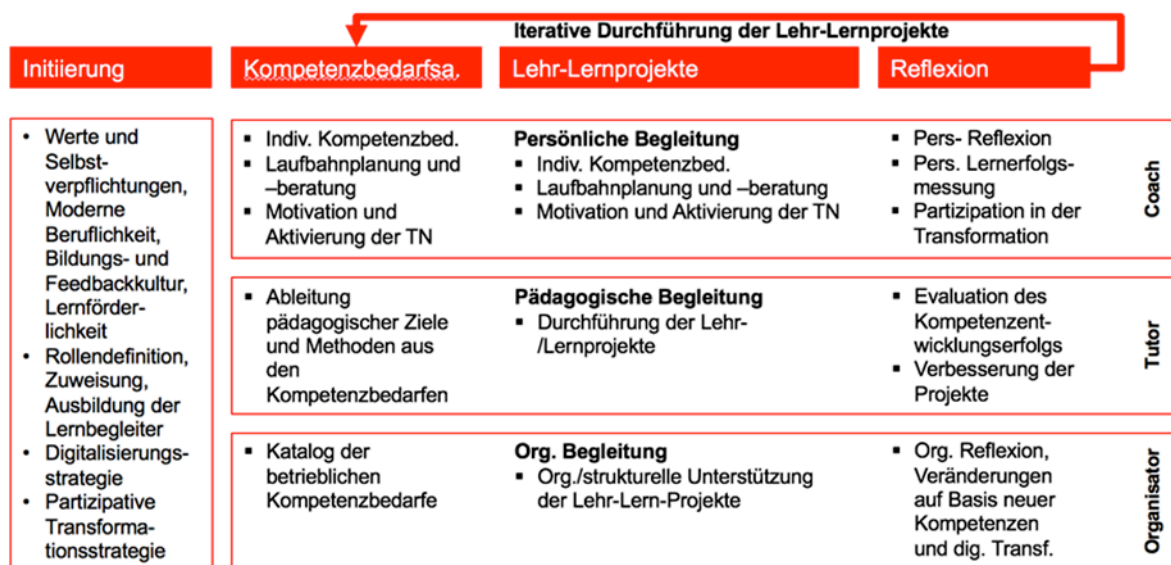 Iterative Durchführung der Lehr-Lernprojekte
Initiierung
Kompetenzbedarfsa.
Lehr-Lernprojekte
Reflexion
• Werte und
Selbst-
verpflichtungen,
Moderne
Beruflichkeit,
Bildungs- und
Feedbackkultur,
Lernförder-
lichkeit
• Rollendefinition,
Zuweisung,
Ausbildung der
Lernbegleiter
• Digitalisierungs-
strategie
• Partizipative
Transforma-
tionsstrategie
▪ Indiv. Kompetenzbed.
▪ Laufbahnplanung und
–beratung
▪ Motivation und
Aktivierung der TN
Persönliche Begleitung
▪ Indiv. Kompetenzbed.
▪ Laufbahnplanung und –beratung
▪ Motivation und Aktivierung der TN
▪ Pers- Reflexion
▪ Pers. Lernerfolgs-
messung
▪ Partizipation in der
Transformation
Coach
▪ Ableitung
pädagogischer Ziele
und Methoden aus
den
Kompetenzbedarfen
Pädagogische Begleitung
▪ Durchführung der Lehr-
/Lernprojekte
▪ Evaluation des
Kompetenzent-
wicklungserfolgs
▪ Verbesserung der
Projekte
Tutor
▪ Katalog der
betrieblichen
Kompetenzbedarfe
Org. Begleitung
▪ Org./strukturelle Unterstützung
der Lehr-Lern-Projekte
▪ Org. Reflexion,
Veränderungen
auf Basis neuer
Kompetenzen
und dig. Transf.
Organisator